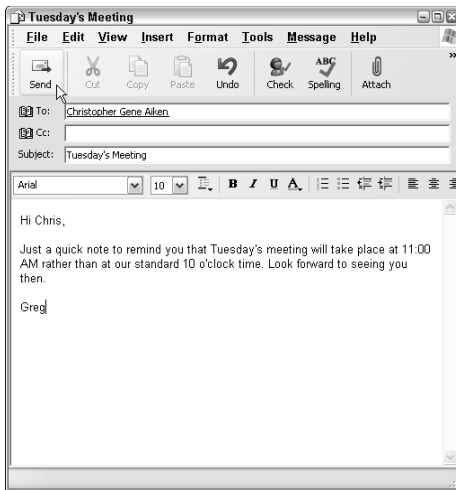 Tuesday's Meeting
File Edit View Insert Format Tools Message Help
»
Send Cut Copy Paste Undo Check ABC Spelling Attach
To: Christopher Gene Aiken
Cc:
Subject: Tuesday's Meeting
Arial 10 B I U A
Hi Chris,
Just a quick note to remind you that Tuesday's meeting will take place at 11:00
AM rather than at our standard 10 o'clock time. Look forward to seeing you
then.
Greg